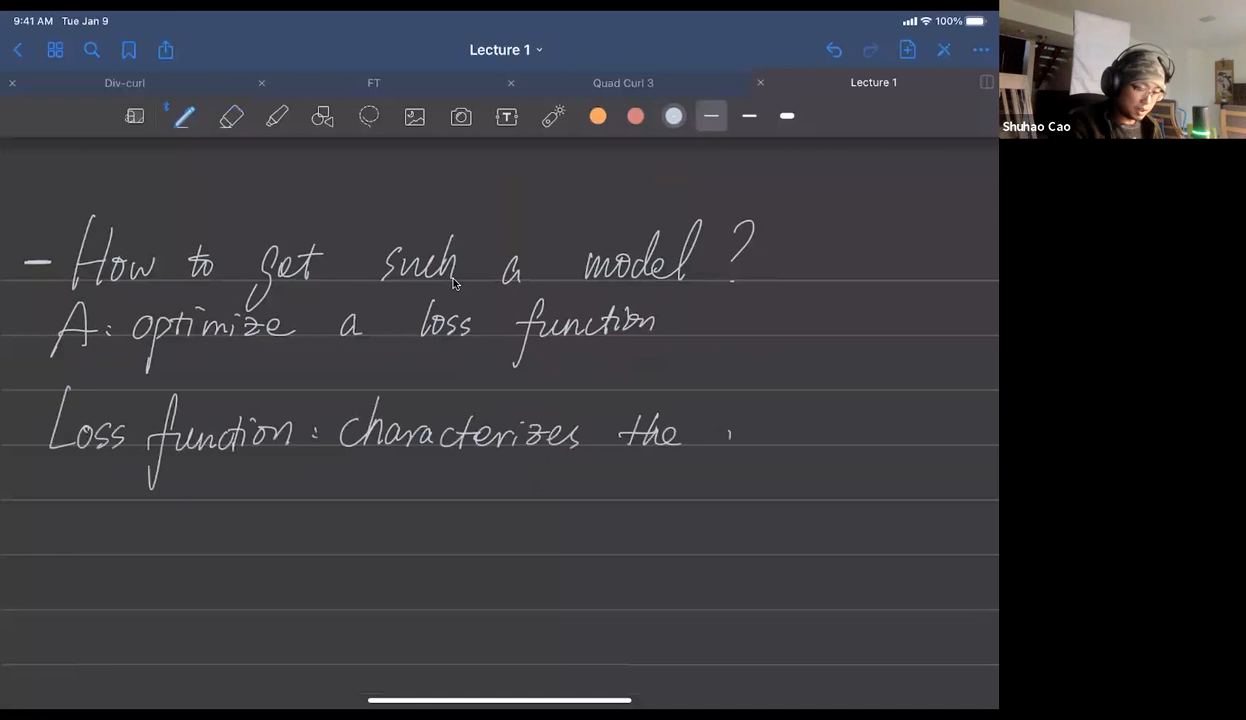 9:41 AM Tue Jan 9
100%
Lecture 1
Div-curl
FT
Quad Curl 3
Lecture 1
T
Shuhao Cao
- How to get such a model ?
A: optimize a loss function
Loss function : characterizes the